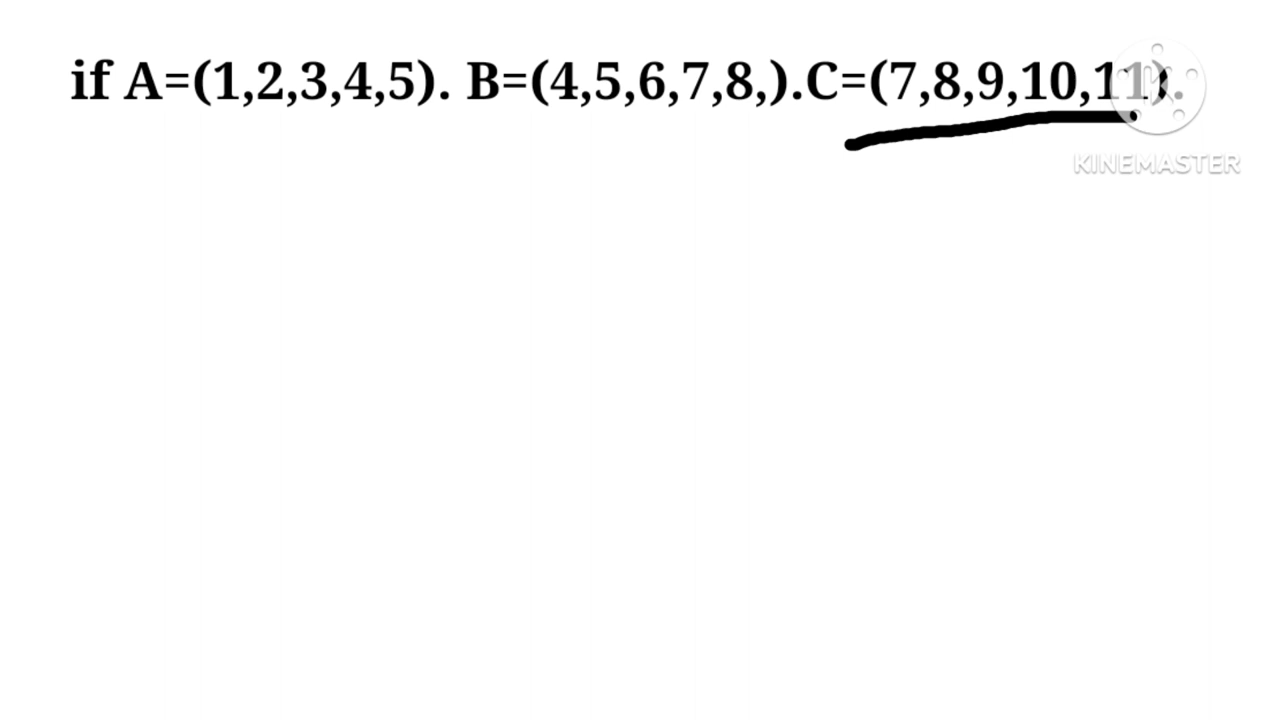 if A=(1,2,3,4,5). B=(4,5,6,7,8,).C=(7,8,9,10,11).
KINEMASTER